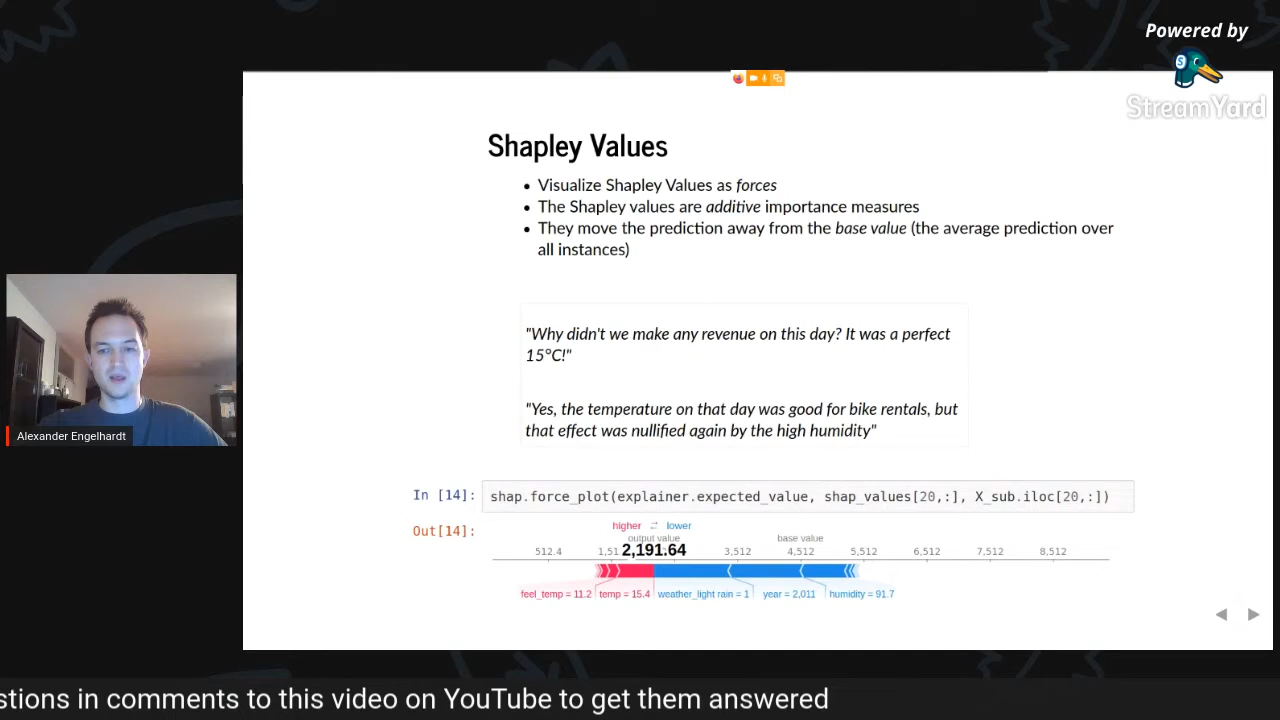 Powered by
StreamYard
Shapley Values
• Visualize Shapley Values as forces
• The Shapley values are additive importance measures
• They move the prediction away from the base value (the average prediction over
all instances)
"Why didn't we make any revenue on this day? It was a perfect
15°C!"
"Yes, the temperature on that day was good for bike rentals, but
that effect was nullified again by the high humidity"
Alexander Engelhardt
In [14]: shap.force_plot(explainer.expected_value, shap_values[20,:], X_sub.iloc[20,:])
Out[14]:
higher ⇄ lower
output value base value
512.4 1,51 2,191.64 3,512 4,512 5,512 6,512 7,512 8,512
feel_temp = 11.2 temp = 15.4 weather_light rain = 1 year = 2,011 humidity = 91.7
stions in comments to this video on YouTube to get them answered